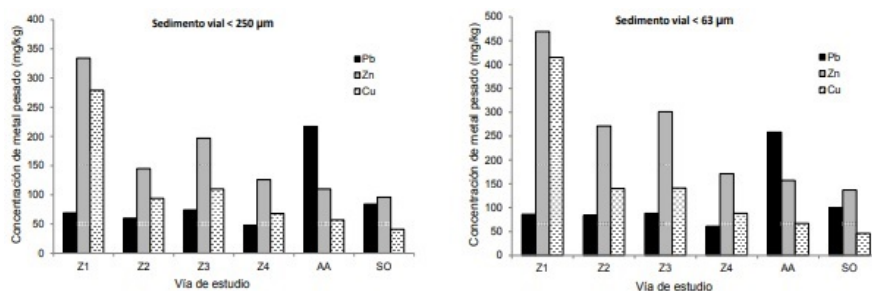 Sedimento vial < 250 µm
Concentración de metal pesado (mg/kg)
400
350
300
250
200
150
100
50
0
Pb
Zn
Cu
Z1 Z2 Z3 Z4 AA SO
Vía de estudio
Sedimento vial < 63 µm
Concentración de metal pesado (mg/kg)
500
450
400
350
300
250
200
150
100
50
0
Pb
Zn
Cu
Z1 Z2 Z3 Z4 AA SO
Vía de estudio